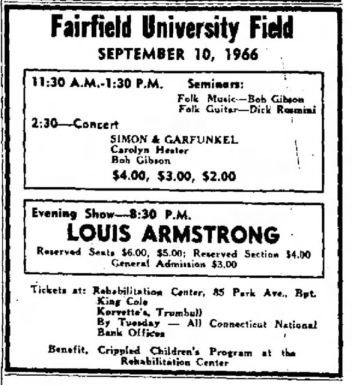 Fairfield University Field
SEPTEMBER 10, 1966
11:30 A.M.-1:30 P.M. Seminars:
Folk Music—Bob Gibson
Folk Guitar—Dick Rosmini
2:30—Concert
SIMON & GARFUNKEL
Carolyn Hester
Bob Gibson
$4.00, $3.00, $2.00
Evening Show—8:30 P.M.
LOUIS ARMSTRONG
Reserved Seats $6.00, $5.00; Reserved Section $4.00
General Admission $3.00
Tickets at: Rehabilitation Center, 85 Park Ave., Bpt.
King Cole
Korvette's, Trumbull
By Tuesday — All Connecticut National
Bank Offices
Benefit, Crippled Children's Program at the
Rehabilitation Center